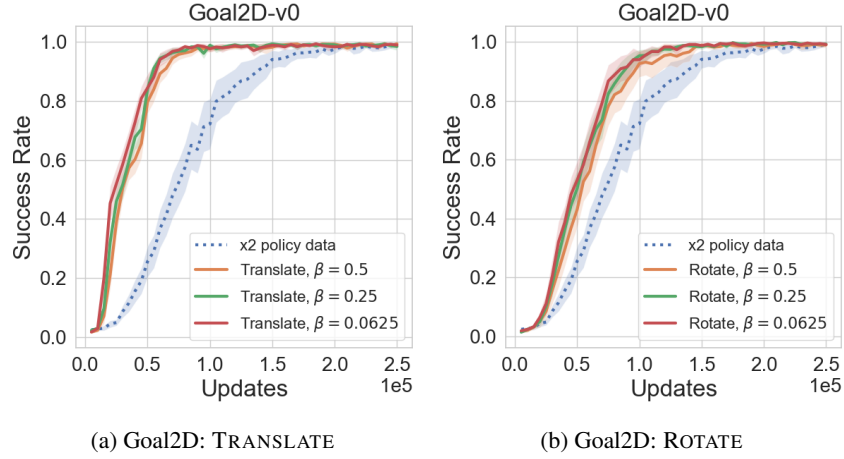 Goal2D-v0
Success Rate
1.0
0.8
0.6
0.4
0.2
0.0
x2 policy data
Translate, β = 0.5
Translate, β = 0.25
Translate, β = 0.0625
0.0 0.5 1.0 1.5 2.0 2.5
Updates
1e5
(a) Goal2D: TRANSLATE
Goal2D-v0
Success Rate
1.0
0.8
0.6
0.4
0.2
0.0
x2 policy data
Rotate, β = 0.5
Rotate, β = 0.25
Rotate, β = 0.0625
0.0 0.5 1.0 1.5 2.0 2.5
Updates
1e5
(b) Goal2D: ROTATE